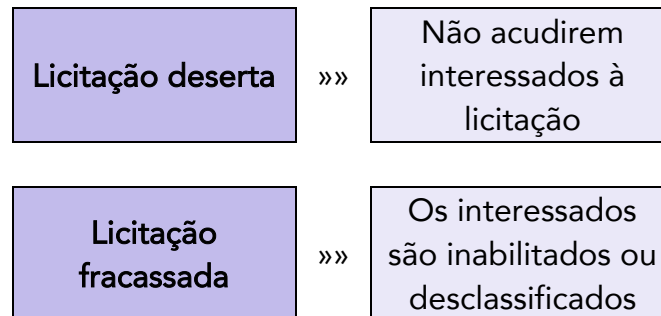 Licitação deserta
»»
Não acudirem
interessados à
licitação
Licitação
fracassada
»»
Os interessados
são inabilitados ou
desclassificados